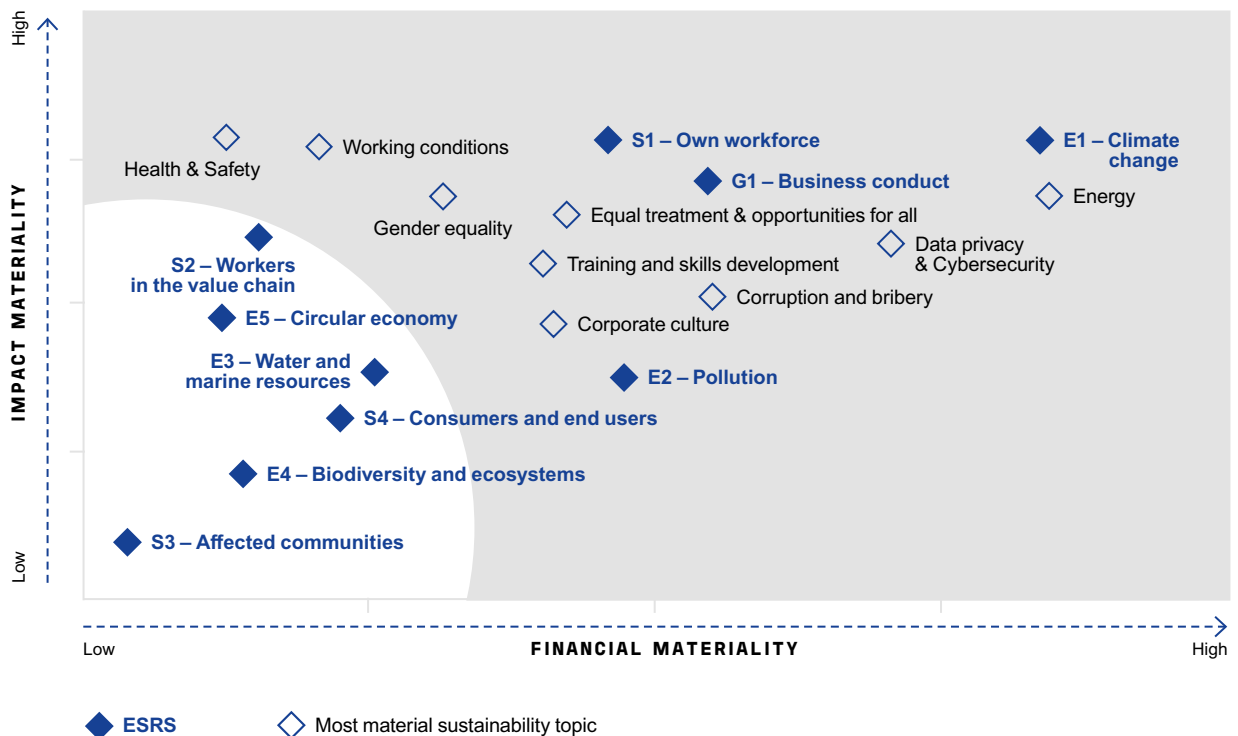 High
IMPACT MATERIALITY
Low
Health & Safety
Working conditions
S1 – Own workforce
E1 – Climate
change
G1 – Business conduct
Energy
Gender equality
Equal treatment & opportunities for all
Data privacy
& Cybersecurity
S2 – Workers
in the value chain
Training and skills development
Corruption and bribery
E5 – Circular economy
Corporate culture
E3 – Water and
marine resources
E2 – Pollution
S4 – Consumers and end users
E4 – Biodiversity and ecosystems
S3 – Affected communities
Low
FINANCIAL MATERIALITY
High
ESRS
Most material sustainability topic